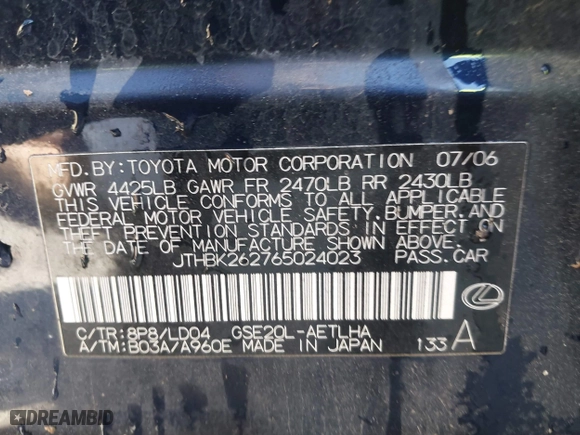 MFD.BY:TOYOTA MOTOR CORPORATION 07/06
GVWR 4425LB GAWR FR 2470LB RR 2430LB
THIS VEHICLE CONFORMS TO ALL APPLICABLE
FEDERAL MOTOR VEHICLE SAFETY, BUMPER, AND
THEFT PREVENTION STANDARDS IN EFFECT ON
THE DATE OF MANUFACTURE SHOWN ABOVE.
JTHBK262765024023 PASS.CAR
C/TR:8P8/LD04 GSE20L-AETLHA
A/TM:B03A/A960E MADE IN JAPAN 133 A
DREAMBID